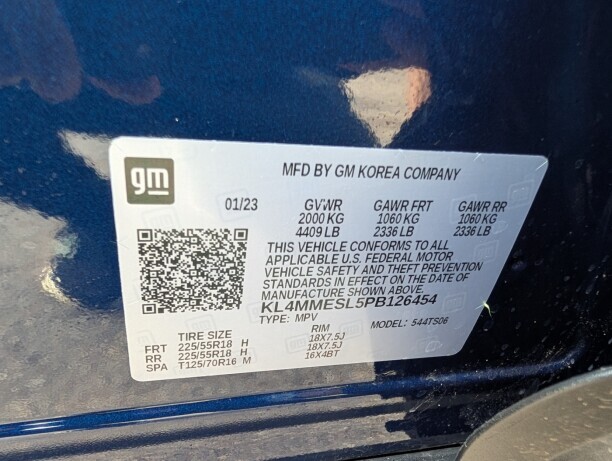 gm
MFD BY GM KOREA COMPANY
01/23 GVWR GAWR FRT GAWR RR
2000 KG 1060 KG 1060 KG
4409 LB 2336 LB 2336 LB
THIS VEHICLE CONFORMS TO ALL
APPLICABLE U.S. FEDERAL MOTOR
VEHICLE SAFETY AND THEFT PREVENTION
STANDARDS IN EFFECT ON THE DATE OF
MANUFACTURE SHOWN ABOVE.
KL4MMESL5PB126454
TYPE: MPV MODEL: 544TS06
TIRE SIZE RIM
FRT 225/55R18 H 18X7.5J
RR 225/55R18 H 18X7.5J
SPA T125/70R16 M 16X4BT